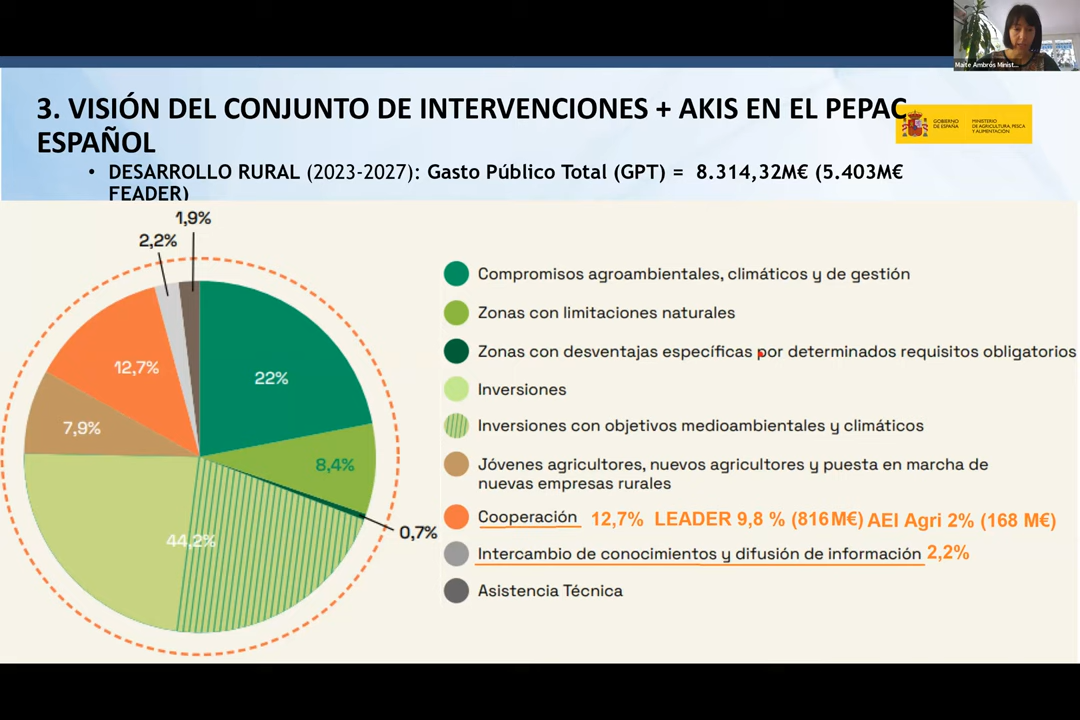 Maite Ambrós Minist...
3. VISIÓN DEL CONJUNTO DE INTERVENCIONES + AKIS EN EL PEPAC
ESPAÑOL
GOBIERNO
DE ESPAÑA
MINISTERIO
DE AGRICULTURA, PESCA
Y ALIMENTACIÓN
• DESARROLLO RURAL (2023-2027): Gasto Público Total (GPT) = 8.314,32M€ (5.403M€
FEADER)
1,9%
2,2%
12,7%
22%
7,9%
8,4%
44,2%
0,7%
Compromisos agroambientales, climáticos y de gestión
Zonas con limitaciones naturales
Zonas con desventajas específicas por determinados requisitos obligatorios
Inversiones
Inversiones con objetivos medioambientales y climáticos
Jóvenes agricultores, nuevos agricultores y puesta en marcha de
nuevas empresas rurales
Cooperación 12,7% LEADER 9,8 % (816M€) AEI Agri 2% (168 M€)
Intercambio de conocimientos y difusión de información 2,2%
Asistencia Técnica